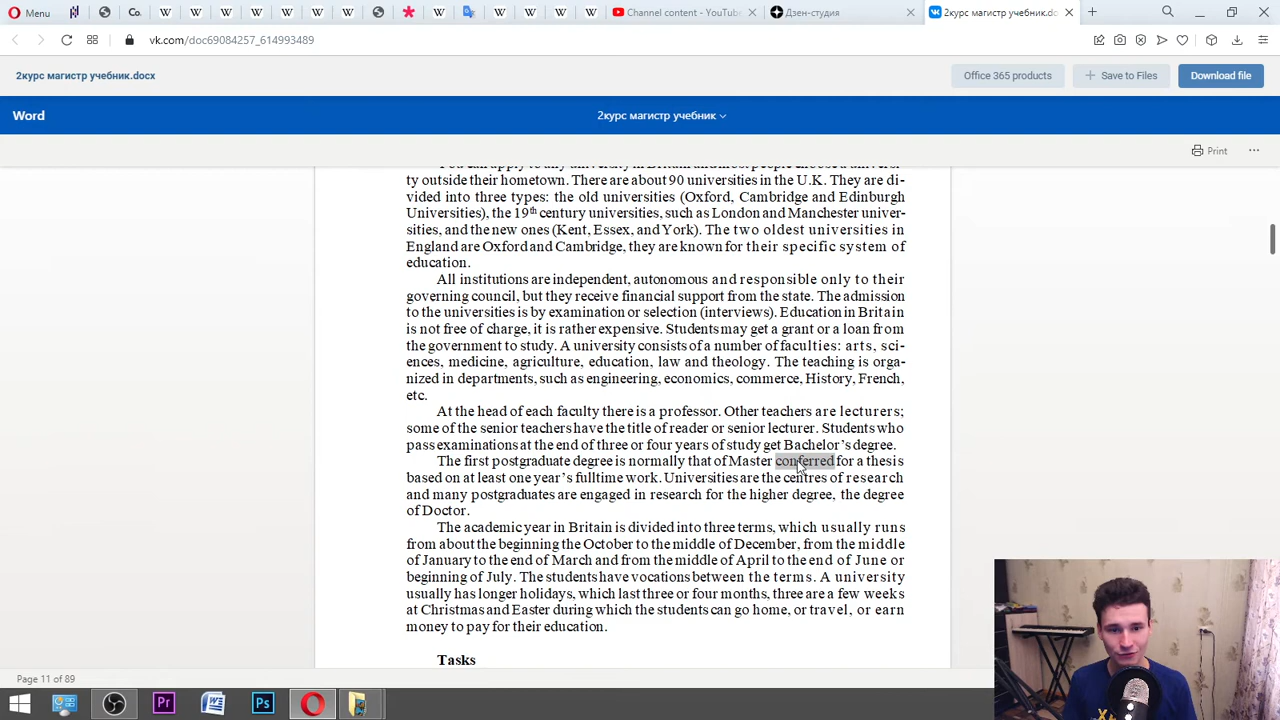 Menu
Co.
Channel content - YouTube
Дзен-студия
2курс магистр учебник.do
vk.com/doc69084257_614993489
2курс магистр учебник.docx
Office 365 products
Save to Files
Download file
Word
2курс магистр учебник
Print
You can apply to any university in Britain and most people choose a universi-
ty outside their hometown. There are about 90 universities in the U.K. They are di-
vided into three types: the old universities (Oxford, Cambridge and Edinburgh
Universities), the 19th century universities, such as London and Manchester univer-
sities, and the new ones (Kent, Essex, and York). The two oldest universities in
England are Oxford and Cambridge, they are known for their specific system of
education.
All institutions are independent, autonomous and responsible only to their
governing council, but they receive financial support from the state. The admission
to the universities is by examination or selection (interviews). Education in Britain
is not free of charge, it is rather expensive. Students may get a grant or a loan from
the government to study. A university consists of a number of faculties: arts, sci-
ences, medicine, agriculture, education, law and theology. The teaching is orga-
nized in departments, such as engineering, economics, commerce, History, French,
etc.
At the head of each faculty there is a professor. Other teachers are lecturers;
some of the senior teachers have the title of reader or senior lecturer. Students who
pass examinations at the end of three or four years of study get Bachelor's degree.
The first postgraduate degree is normally that of Master conferred for a thesis
based on at least one year's fulltime work. Universities are the centres of research
and many postgraduates are engaged in research for the higher degree, the degree
of Doctor.
The academic year in Britain is divided into three terms, which usually runs
from about the beginning the October to the middle of December, from the middle
of January to the end of March and from the middle of April to the end of June or
beginning of July. The students have vocations between the terms. A university
usually has longer holidays, which last three or four months, three are a few weeks
at Christmas and Easter during which the students can go home, or travel, or earn
money to pay for their education.
Tasks
Page 11 of 89